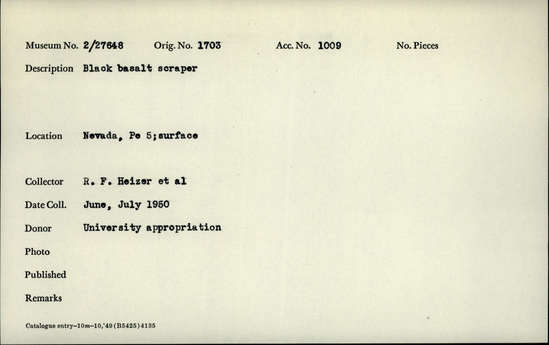 Museum No. 2/27648 Orig. No. 1703 Acc. No. 1009 No. Pieces
Description Black basalt scraper
Location Nevada, Pe 5;surface
Collector R. F. Heizer et al
Date Coll. June, July 1950
Donor University appropriation
Photo
Published
Remarks
Catalogue entry-10m-10,'49 (B5425) 4135